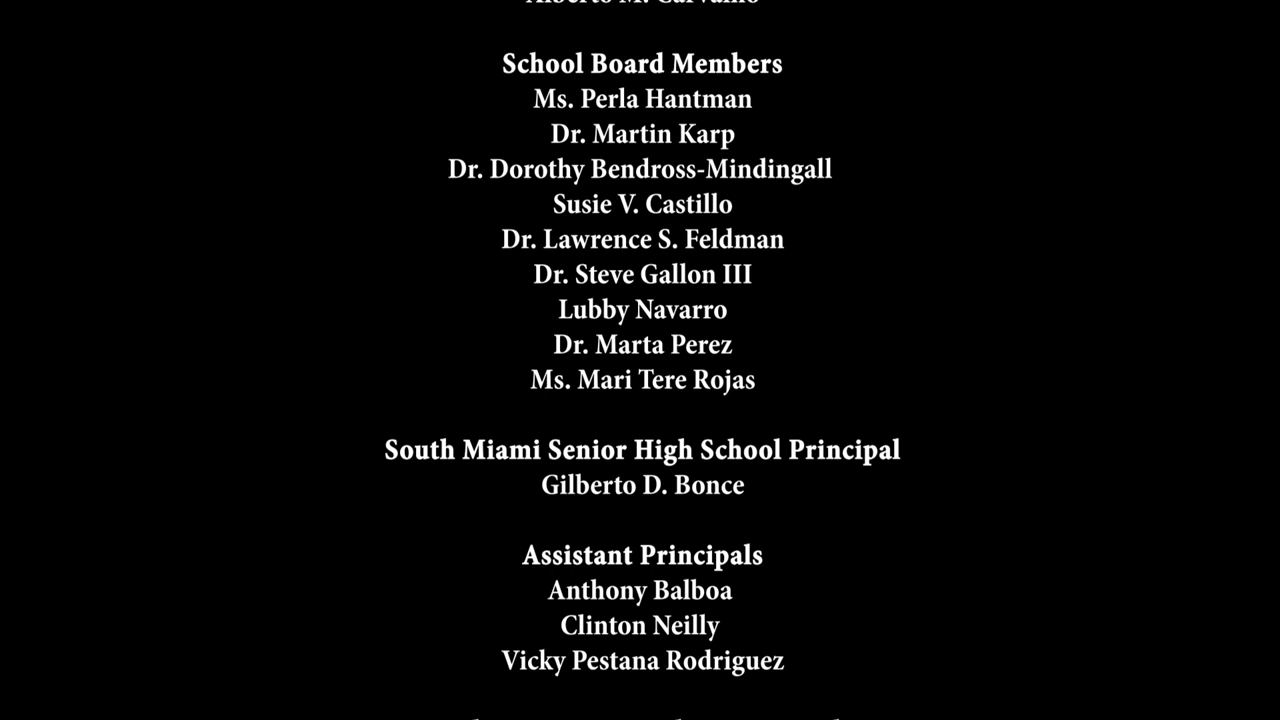 Alberto M. Carvalho
School Board Members
Ms. Perla Hantman
Dr. Martin Karp
Dr. Dorothy Bendross-Mindingall
Susie V. Castillo
Dr. Lawrence S. Feldman
Dr. Steve Gallon III
Lubby Navarro
Dr. Marta Perez
Ms. Mari Tere Rojas
South Miami Senior High School Principal
Gilberto D. Bonce
Assistant Principals
Anthony Balboa
Clinton Neilly
Vicky Pestana Rodriguez